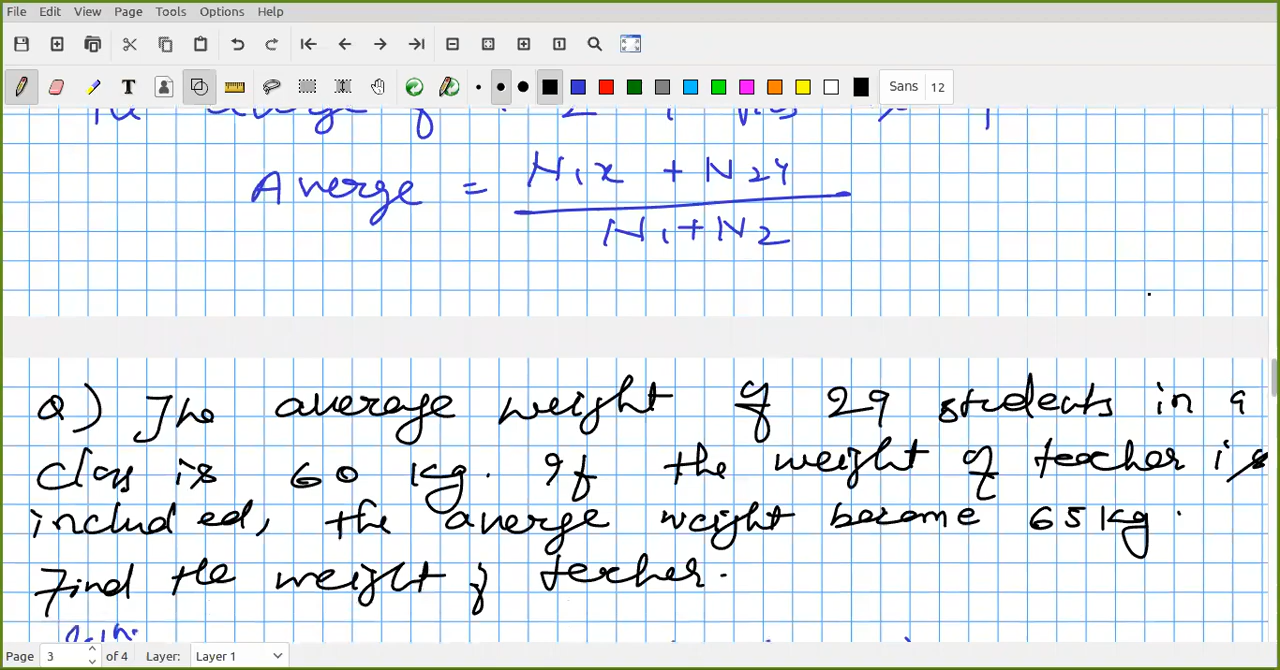 File Edit View Page Tools Options Help
Sans 12
Averge = N1x + N2y
N1+N2
Q) The average weight of 29 students in a
class is 60 kg. If the weight of teacher is
included, the averge weight become 65kg.
Find the weight of teacher.
Soln.
Page 3 of 4 Layer: Layer 1